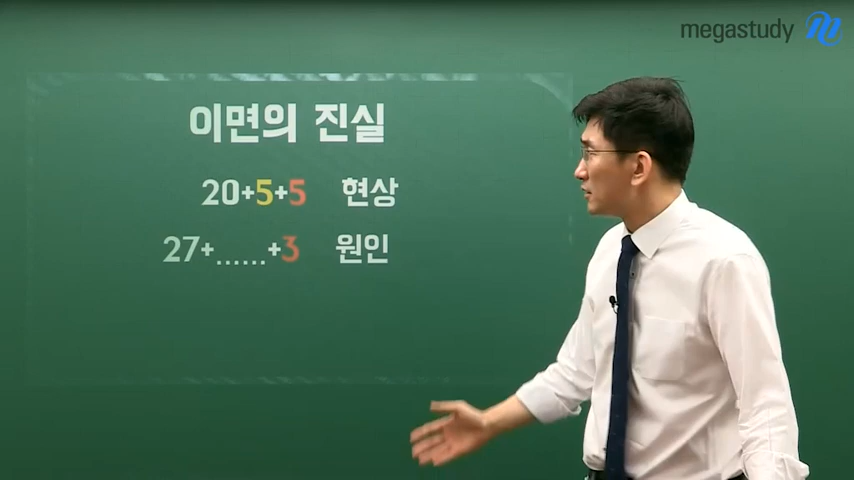 megastudy
이면의 진실
20+5+5 현상
27+......+3 원인